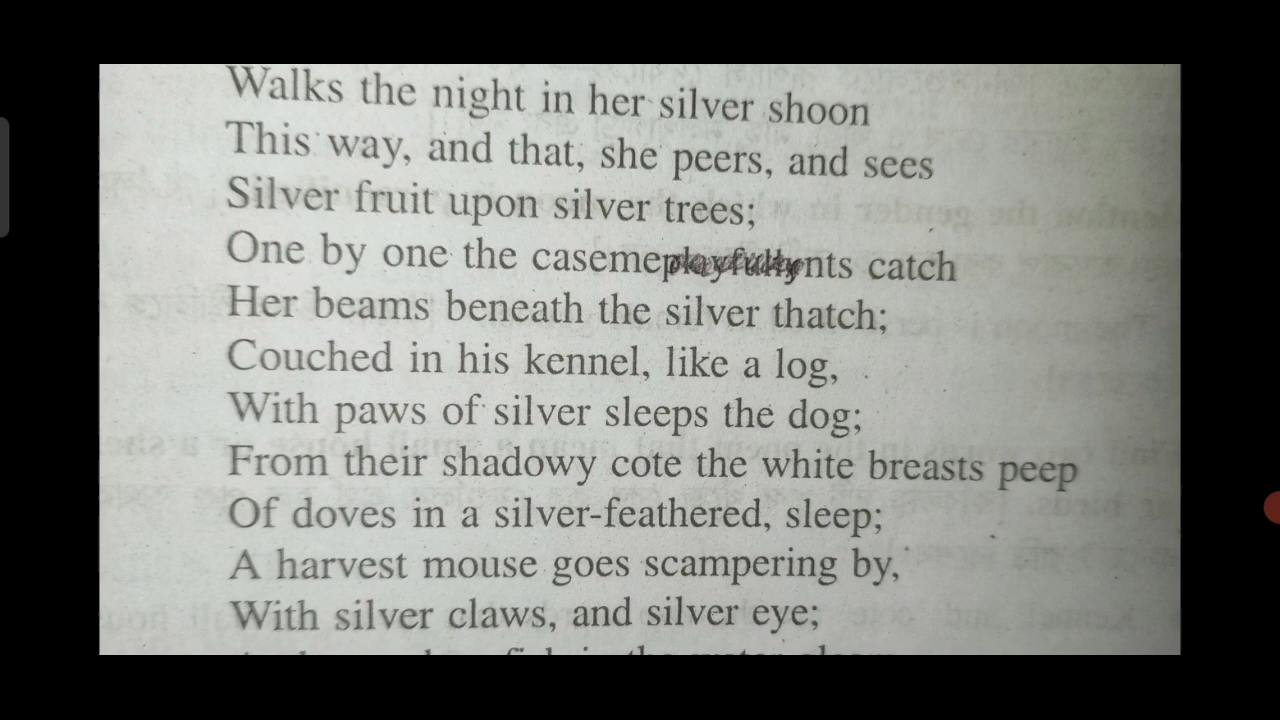 Walks the night in her silver shoon
This way, and that, she peers, and sees
Silver fruit upon silver trees;
One by one the casements catch
Her beams beneath the silver thatch;
Couched in his kennel, like a log,
With paws of silver sleeps the dog;
From their shadowy cote the white breasts peep
Of doves in a silver-feathered, sleep;
A harvest mouse goes scampering by,
With silver claws, and silver eye;